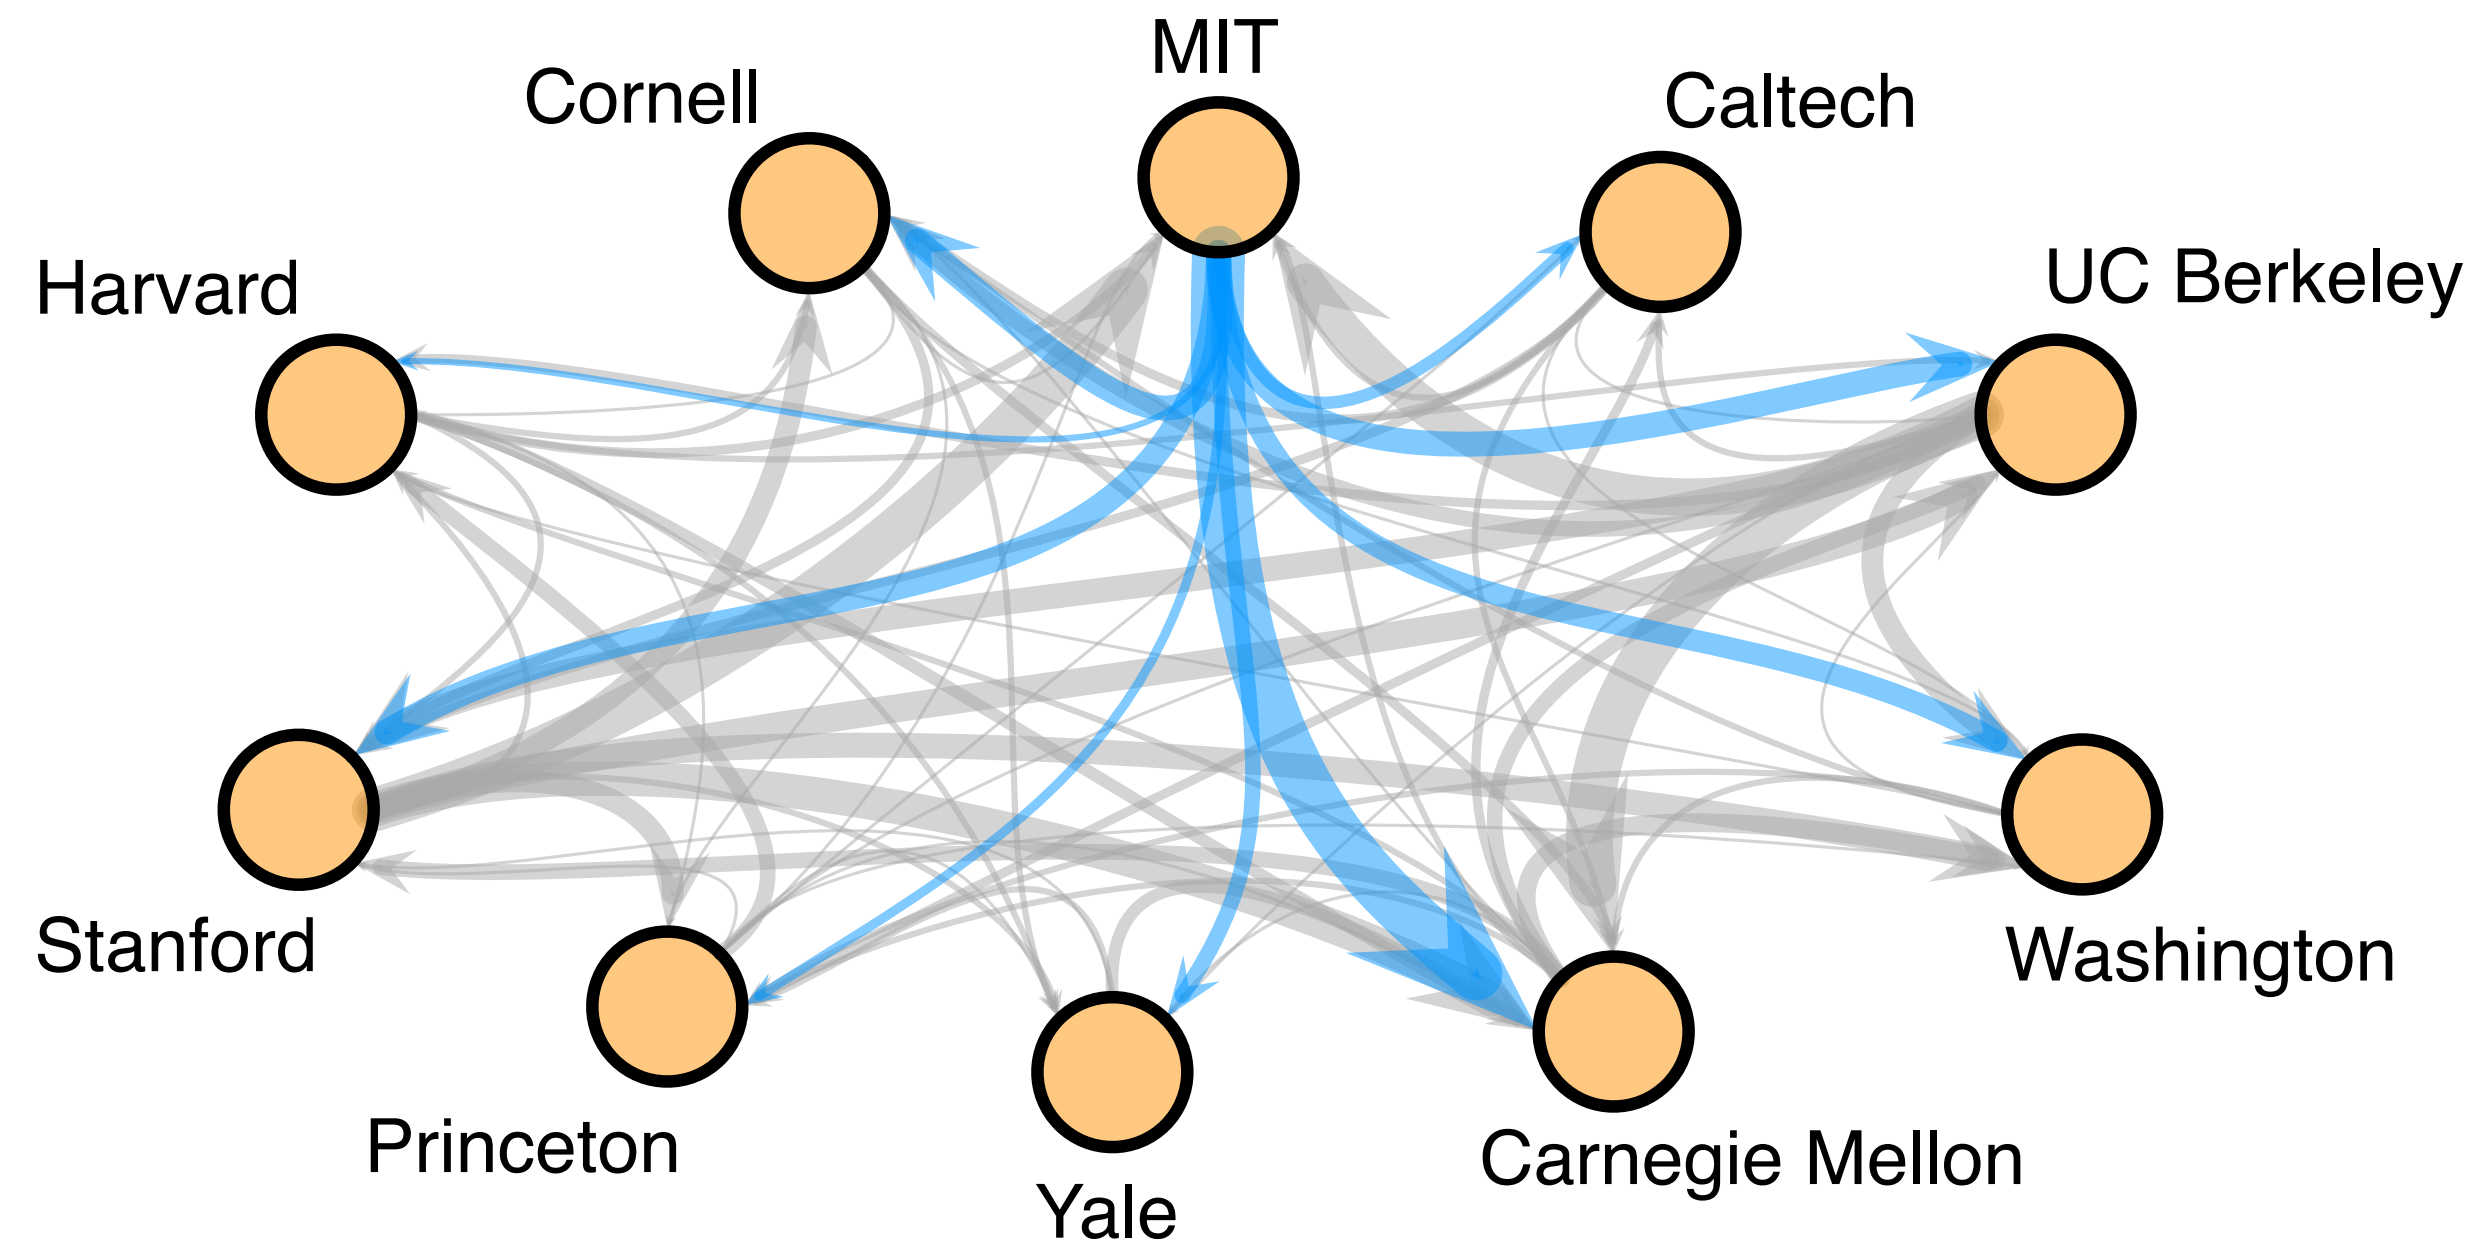 MIT
Cornell
Caltech
UC Berkeley
Harvard
Stanford
Washington
Princeton
Carnegie Mellon
Yale